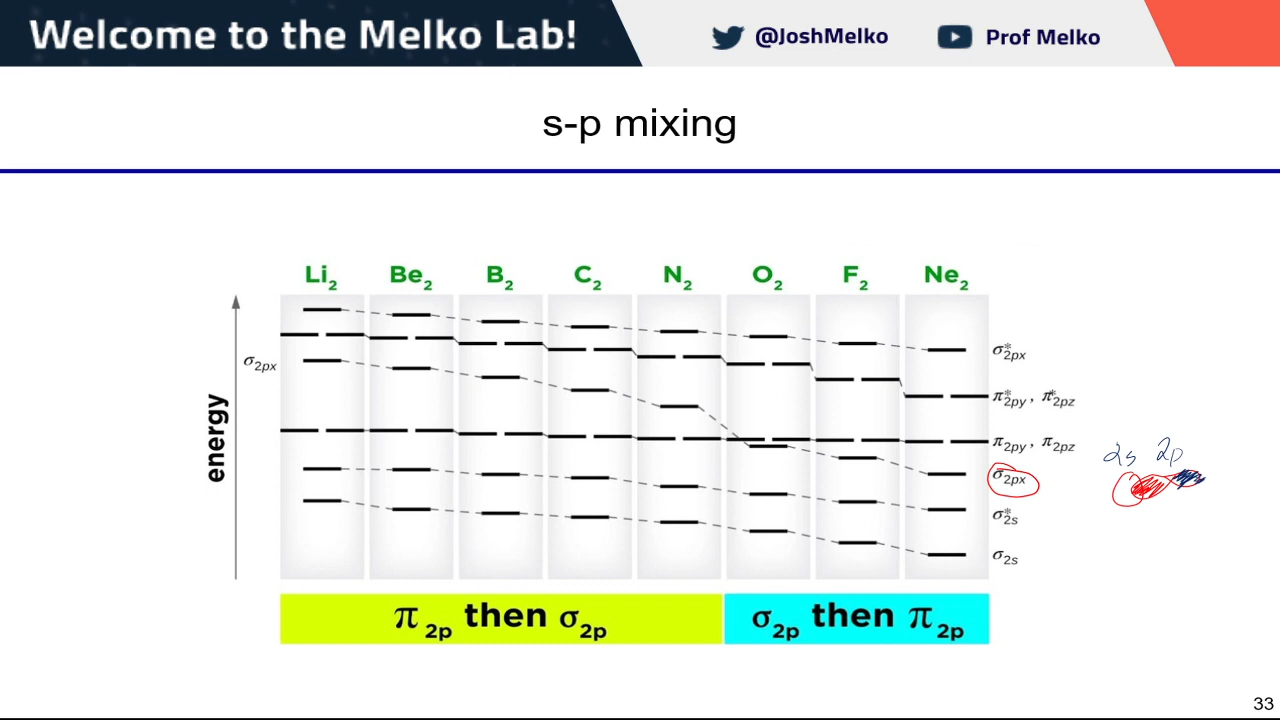 Welcome to the Melko Lab!
@JoshMelko
Prof Melko
s-p mixing
Li₂ Be₂ B₂ C₂ N₂ O₂ F₂ Ne₂
energy
σ₂ₚₓ
σ*₂ₚₓ
π*₂py , π*₂pz
π₂py , π₂pz
2s 2p
σ₂ₚₓ
σ*₂ₛ
σ₂ₛ
π₂ₚ then σ₂ₚ
σ₂ₚ then π₂ₚ
33